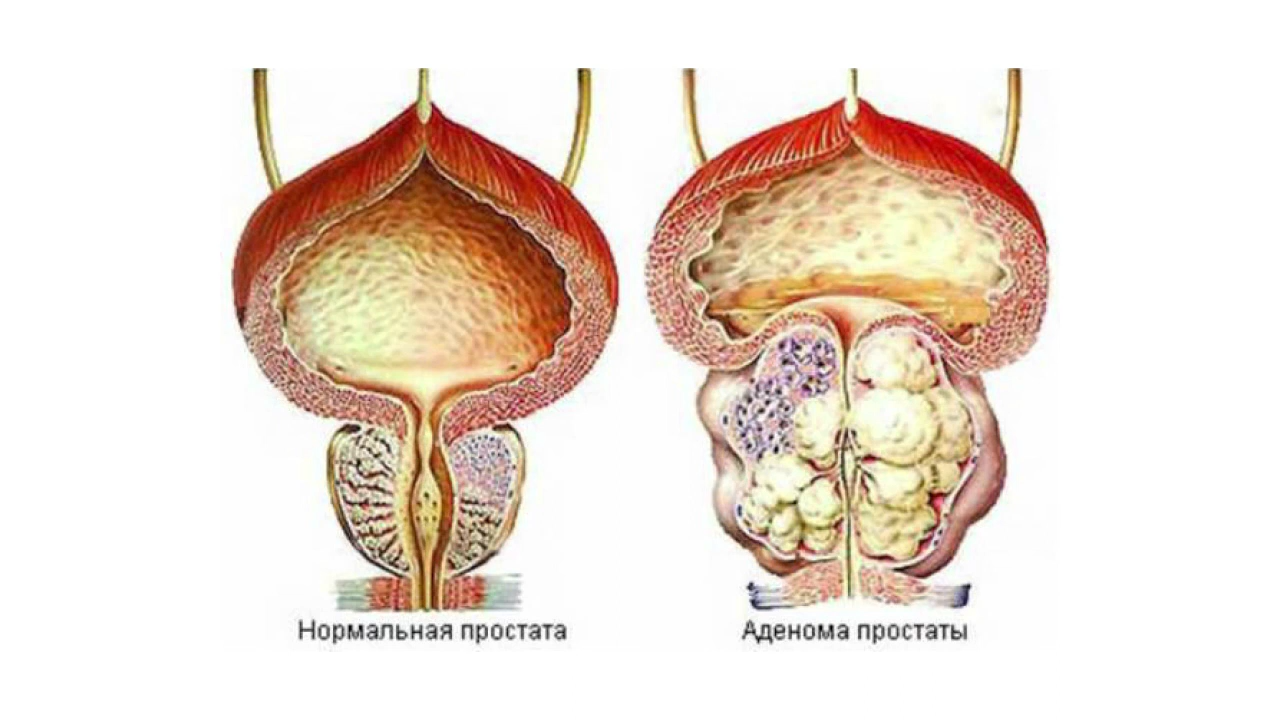 Нормальная простата
Аденома простаты